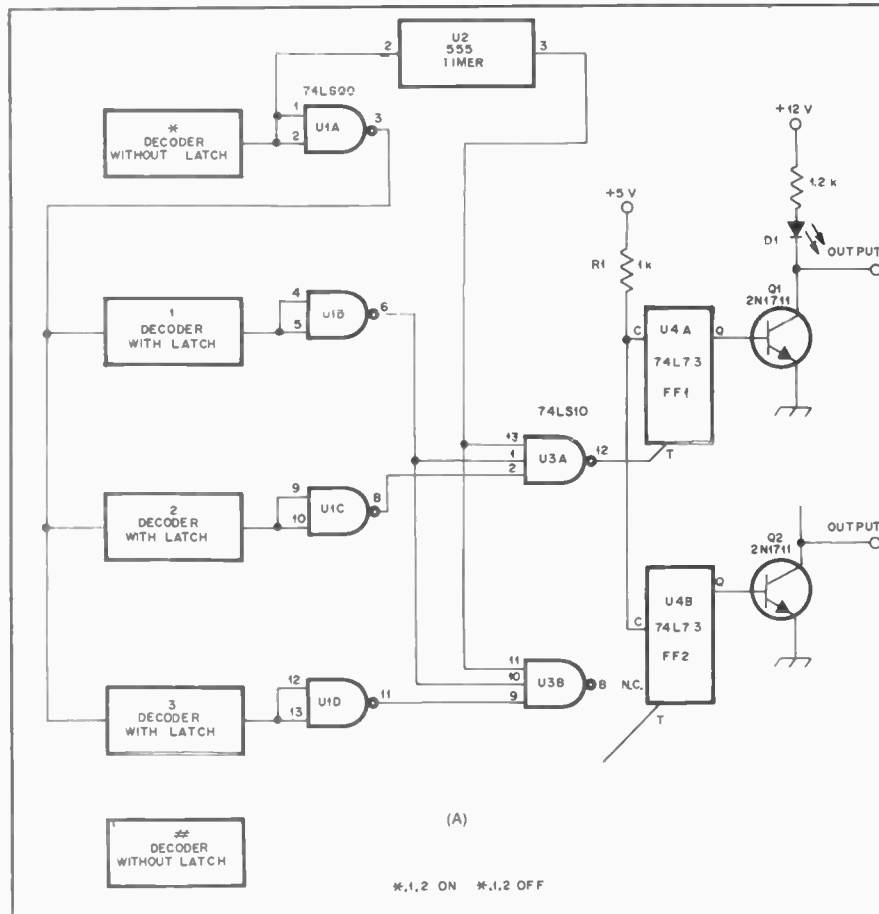 U2
555
TIMER
2
3
74LS00
*
DECODER
WITHOUT LATCH
1
2
U1A
3
+12 V
1.2 k
D1
OUTPUT
+5 V
R1
1k
1
DECODER
WITH LATCH
4
5
U1B
6
C
U4A
74L73
FF1
Q
T
Q1
2N1711
74LS10
13
1
2
U3A
12
2
DECODER
WITH LATCH
9
10
U1C
8
OUTPUT
Q2
2N1711
C
U4B
74L73
FF2
Q
N.C.
T
3
DECODER
WITH LATCH
12
13
U1D
11
11
10
9
U3B
8
#
DECODER
WITHOUT LATCH
(A)
*,1,2 ON *,1,2 OFF